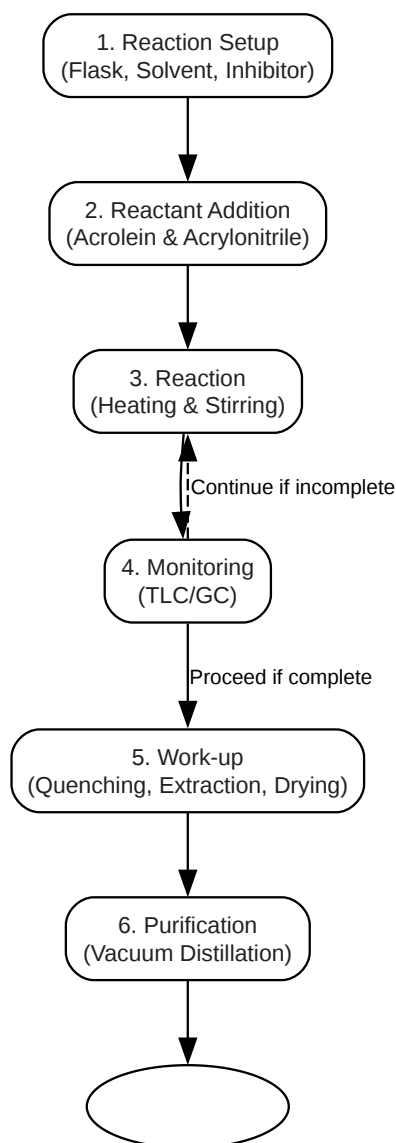 1. Reaction Setup
(Flask, Solvent, Inhibitor)
2. Reactant Addition
(Acrolein & Acrylonitrile)
3. Reaction
(Heating & Stirring)
Continue if incomplete
4. Monitoring
(TLC/GC)
Proceed if complete
5. Work-up
(Quenching, Extraction, Drying)
6. Purification
(Vacuum Distillation)